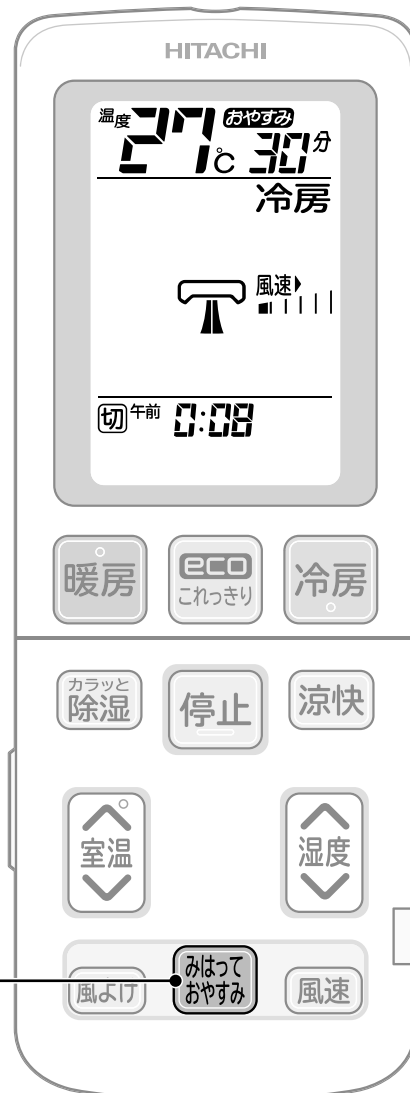 HITACHI
温度 27℃ おやすみ 30分
冷房
風速
切 午前 0:08
暖房 eco これっきり 冷房
カラッと除湿 停止 涼快
室温 湿度
風よけ みはっておやすみ 風速